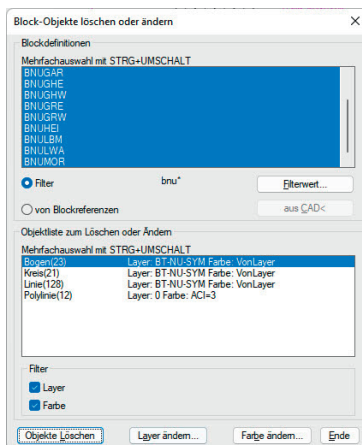 Block-Objekte löschen oder ändern
Blockdefinitionen
Mehrfachauswahl mit STRG+UMSCHALT
BNUGAR
BNUGHE
BNUGHW
BNUGRE
BNUGRW
BNUHEI
BNULBM
BNULWA
BNUMOR
Filter bnu* Filterwert...
von Blockreferenzen aus CAD<
Objektliste zum Löschen oder Ändern
Mehrfachauswahl mit STRG+UMSCHALT
Bogen(23) Layer: BT-NU-SYM Farbe: VonLayer
Kreis(21) Layer: BT-NU-SYM Farbe: VonLayer
Linie(128) Layer: BT-NU-SYM Farbe: VonLayer
Polylinie(12) Layer: 0 Farbe: ACI=3
Filter
Layer
Farbe
Objekte Löschen Layer ändern... Farbe ändern... Ende